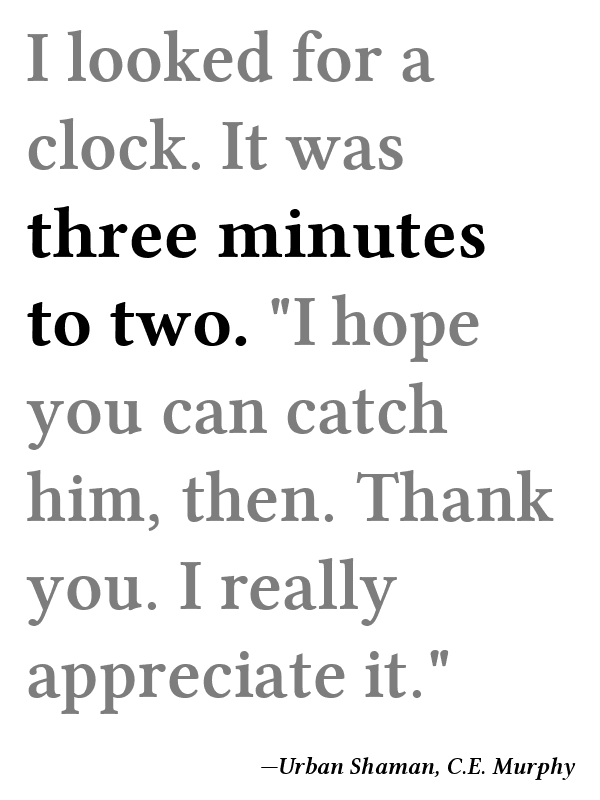 I looked for a
clock. It was
three minutes
to two. "I hope
you can catch
him, then. Thank
you. I really
appreciate it."
—Urban Shaman, C.E. Murphy